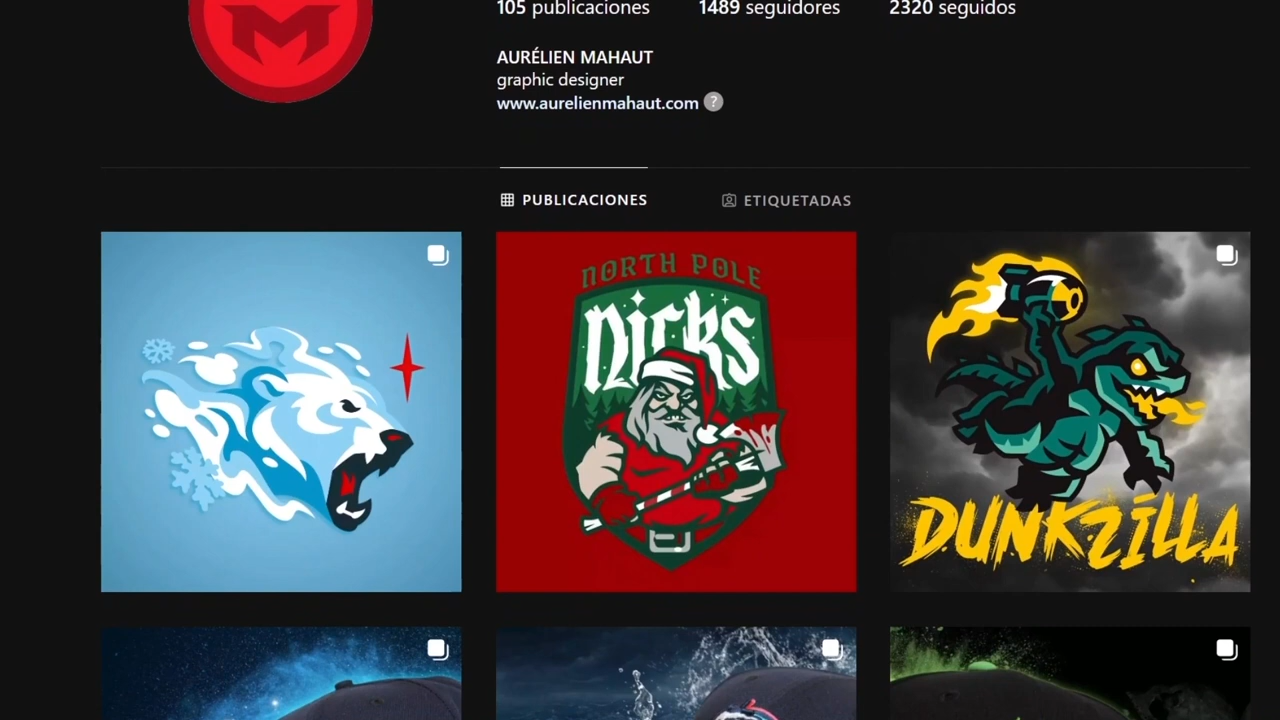 105 publicaciones 1489 seguidores 2320 seguidos
AURÉLIEN MAHAUT
graphic designer
www.aurelienmahaut.com ?
PUBLICACIONES ETIQUETADAS
NORTH POLE
Nicks
DUNKZILLA